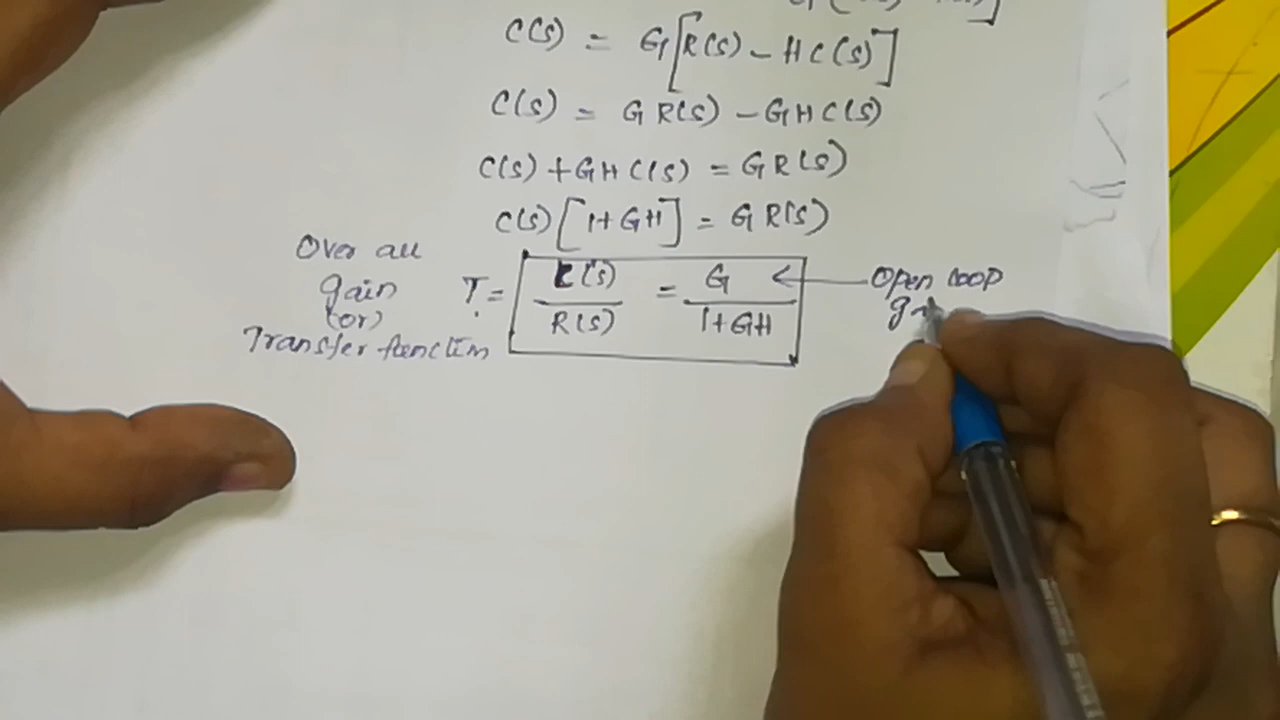 C(s) = G[R(s) - HC(s)]
C(s) = GR(s) - GHC(s)
C(s) + GHC(s) = GR(s)
C(s)[1+GH] = GR(s)
Over all
gain
(or)
Transfer function
T = C(s)/R(s) = G/1+GH
Open loop